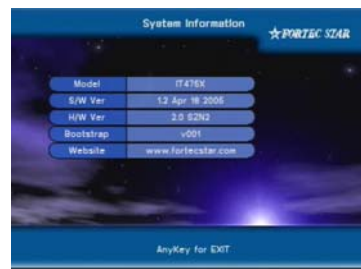 System Information
FORTEC STAR
Model IT475X
S/W Ver 1.2 Apr 18 2005
H/W Ver 2.0 S2N2
Bootstrap v001
Website www.fortecstar.com
AnyKey for EXIT